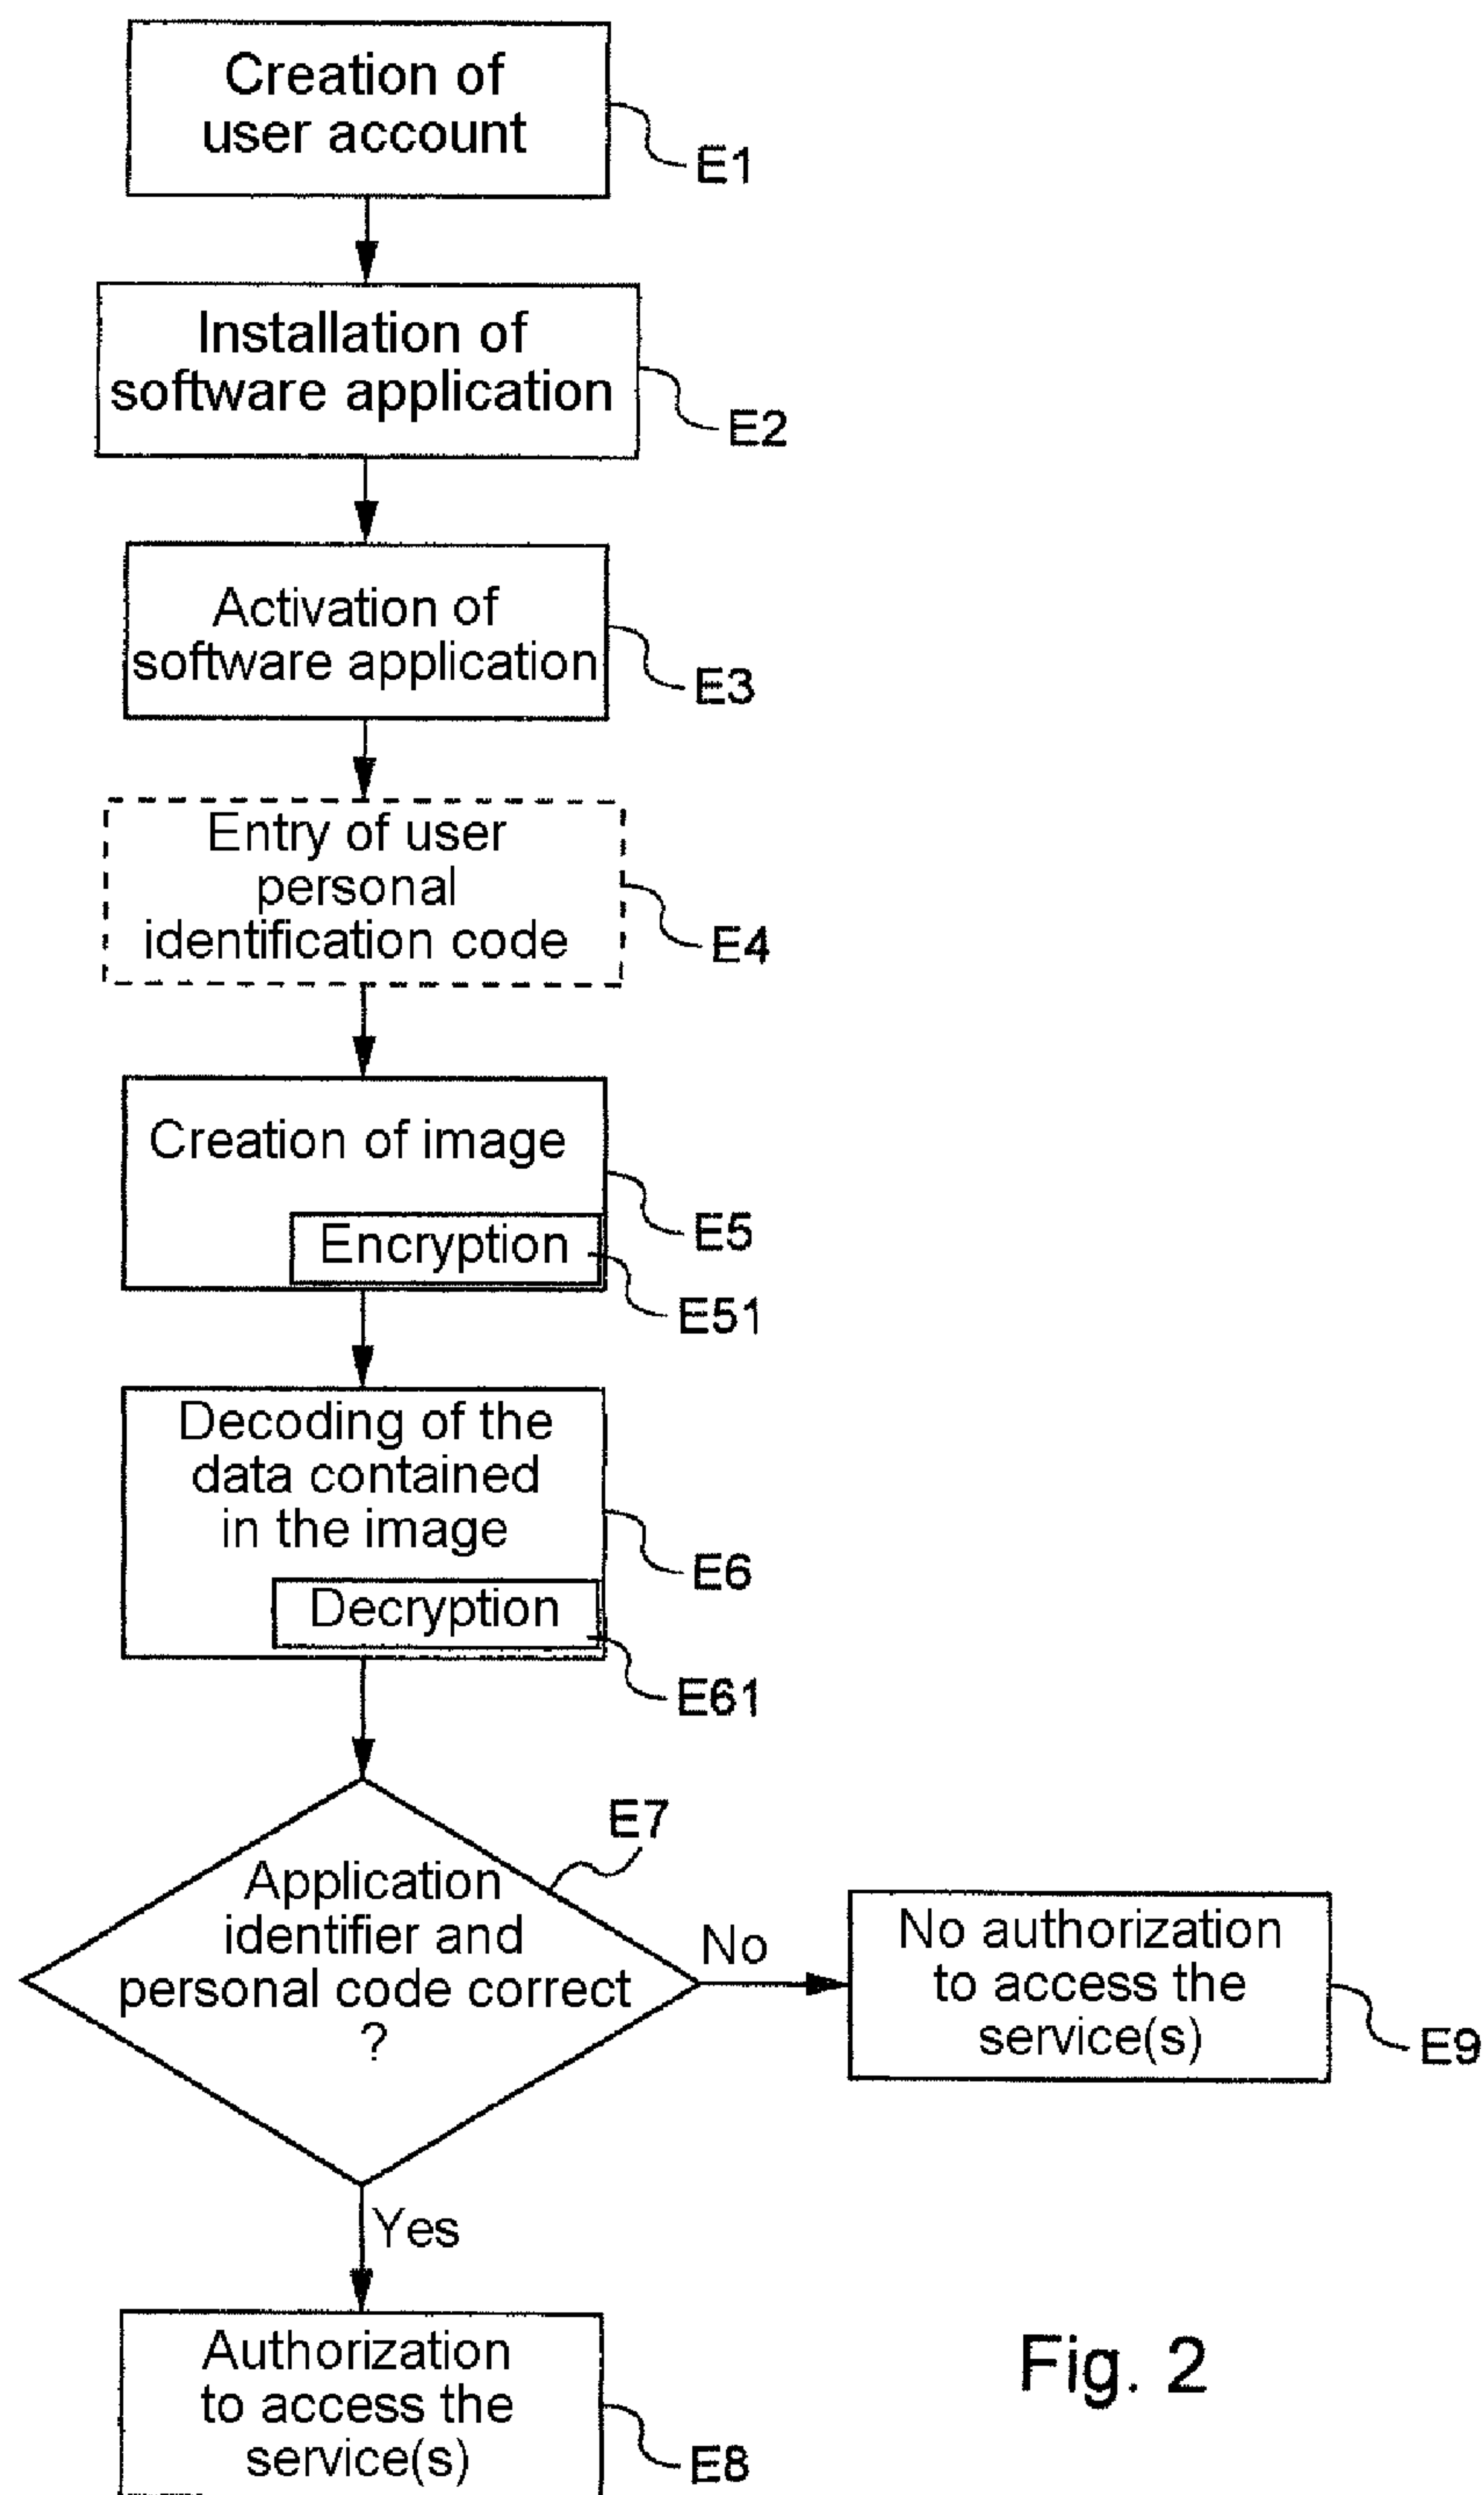 Creation of
user account
E1
Installation of
software application
E2
Activation of
software application
E3
Entry of user
personal
identification code
E4
Creation of image
E5
Encryption
E51
Decoding of the
data contained
in the image
E6
Decryption
E61
E7
Application
identifier and
personal code correct
?
No
No authorization
to access the
service(s)
E9
Yes
Authorization
to access the
service(s)
E8
Fig. 2